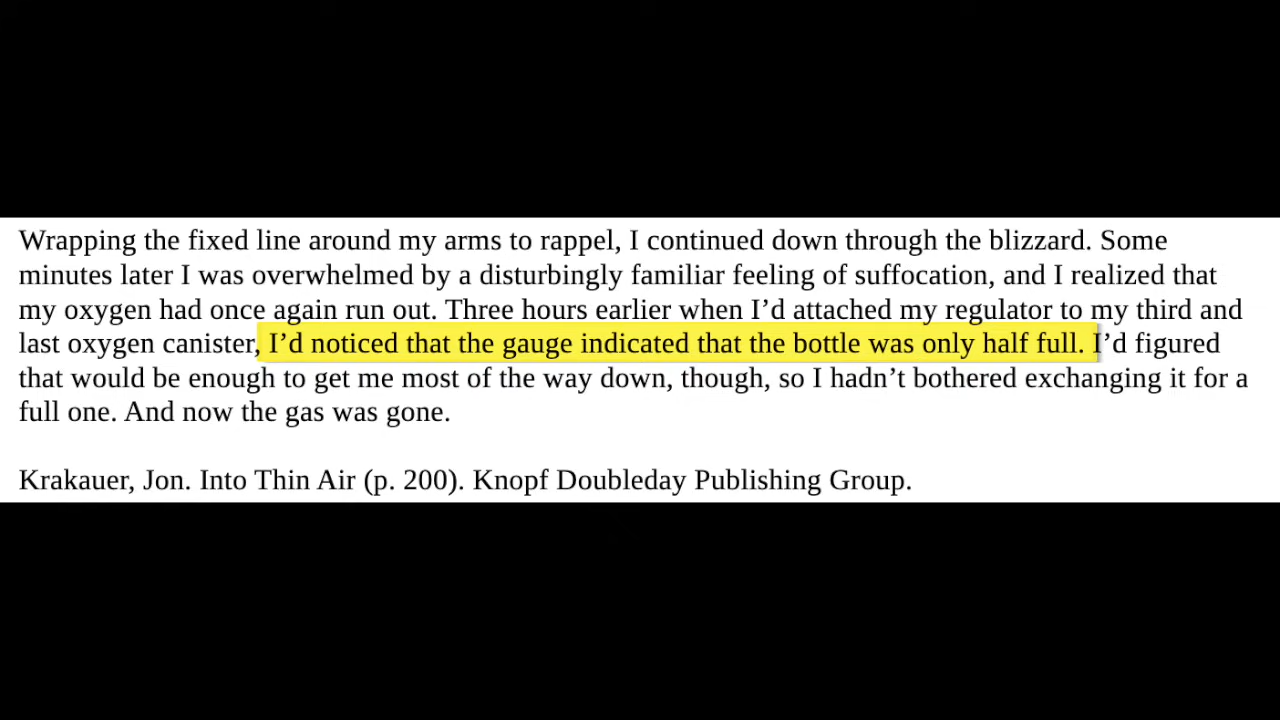 Wrapping the fixed line around my arms to rappel, I continued down through the blizzard. Some
minutes later I was overwhelmed by a disturbingly familiar feeling of suffocation, and I realized that
my oxygen had once again run out. Three hours earlier when I’d attached my regulator to my third and
last oxygen canister, I’d noticed that the gauge indicated that the bottle was only half full. I’d figured
that would be enough to get me most of the way down, though, so I hadn’t bothered exchanging it for a
full one. And now the gas was gone.
Krakauer, Jon. Into Thin Air (p. 200). Knopf Doubleday Publishing Group.